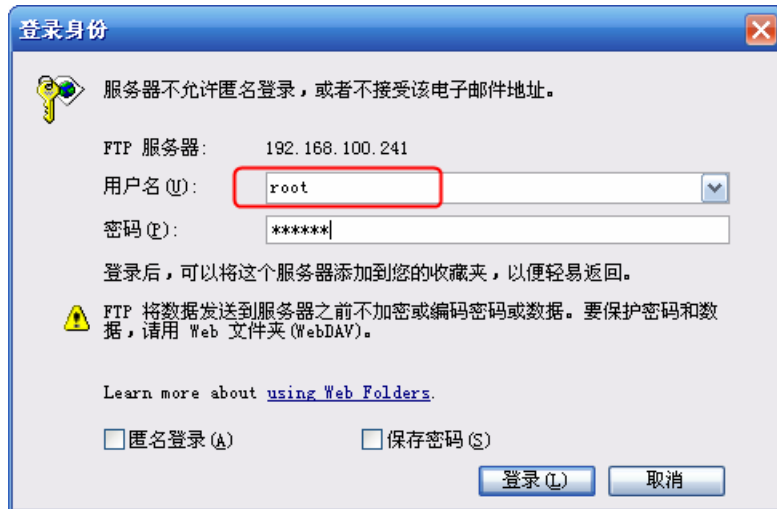 登录身份
服务器不允许匿名登录，或者不接受该电子邮件地址。
FTP 服务器: 192.168.100.241
用户名(U): root
密码(P): ******
登录后，可以将这个服务器添加到您的收藏夹，以便轻易返回。
FTP 将数据发送到服务器之前不加密或编码密码或数据。要保护密码和数
据，请用 Web 文件夹(WebDAV)。
Learn more about using Web Folders.
匿名登录(A) 保存密码(S)
登录(L) 取消